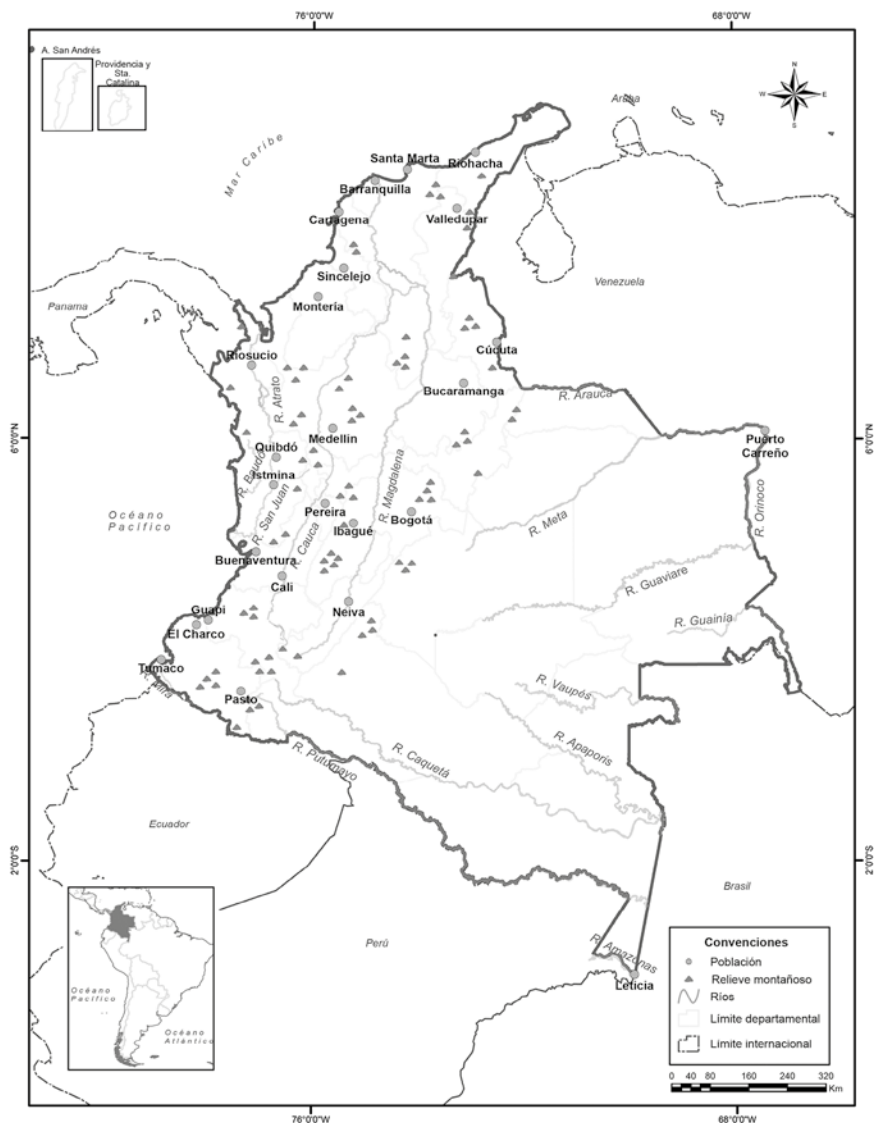 76°0'0"W
68°0'0"W
A. San Andrés
Providencia y
Sta.
Catalina
N
W
E
S
Aruba
Mar Caribe
Santa Marta
Riohacha
Barranquilla
Valledupar
Cartagena
Sincelejo
Venezuela
Montería
Panama
Cúcuta
Riosucio
Bucaramanga
R. Atrato
R. Arauca
6°0'0"N
6°0'0"N
Medellin
Puerto
Carreño
Quibdó
R. Baudó
Istmina
R. Magdalena
R. San Juan
Pereira
R. Orinoco
Océano
Pacífico
Bogotá
R. Meta
Ibagué
R. Cauca
Buenaventura
Cali
R. Guaviare
Guapi
Neiva
R. Guainía
El Charco
Tumaco
R. Mira
Pasto
R. Vaupés
R. Apaporis
R. Caquetá
R. Putumayo
Ecuador
2°0'0"S
2°0'0"S
Brasil
Perú
R. Amazonas
Leticia
Océano
Pacífico
Océano
Atlántico
Convenciones
Población
Relieve montañoso
Ríos
Límite departamental
Límite internacional
0 40 80 160 240 320
Km
76°0'0"W
68°0'0"W